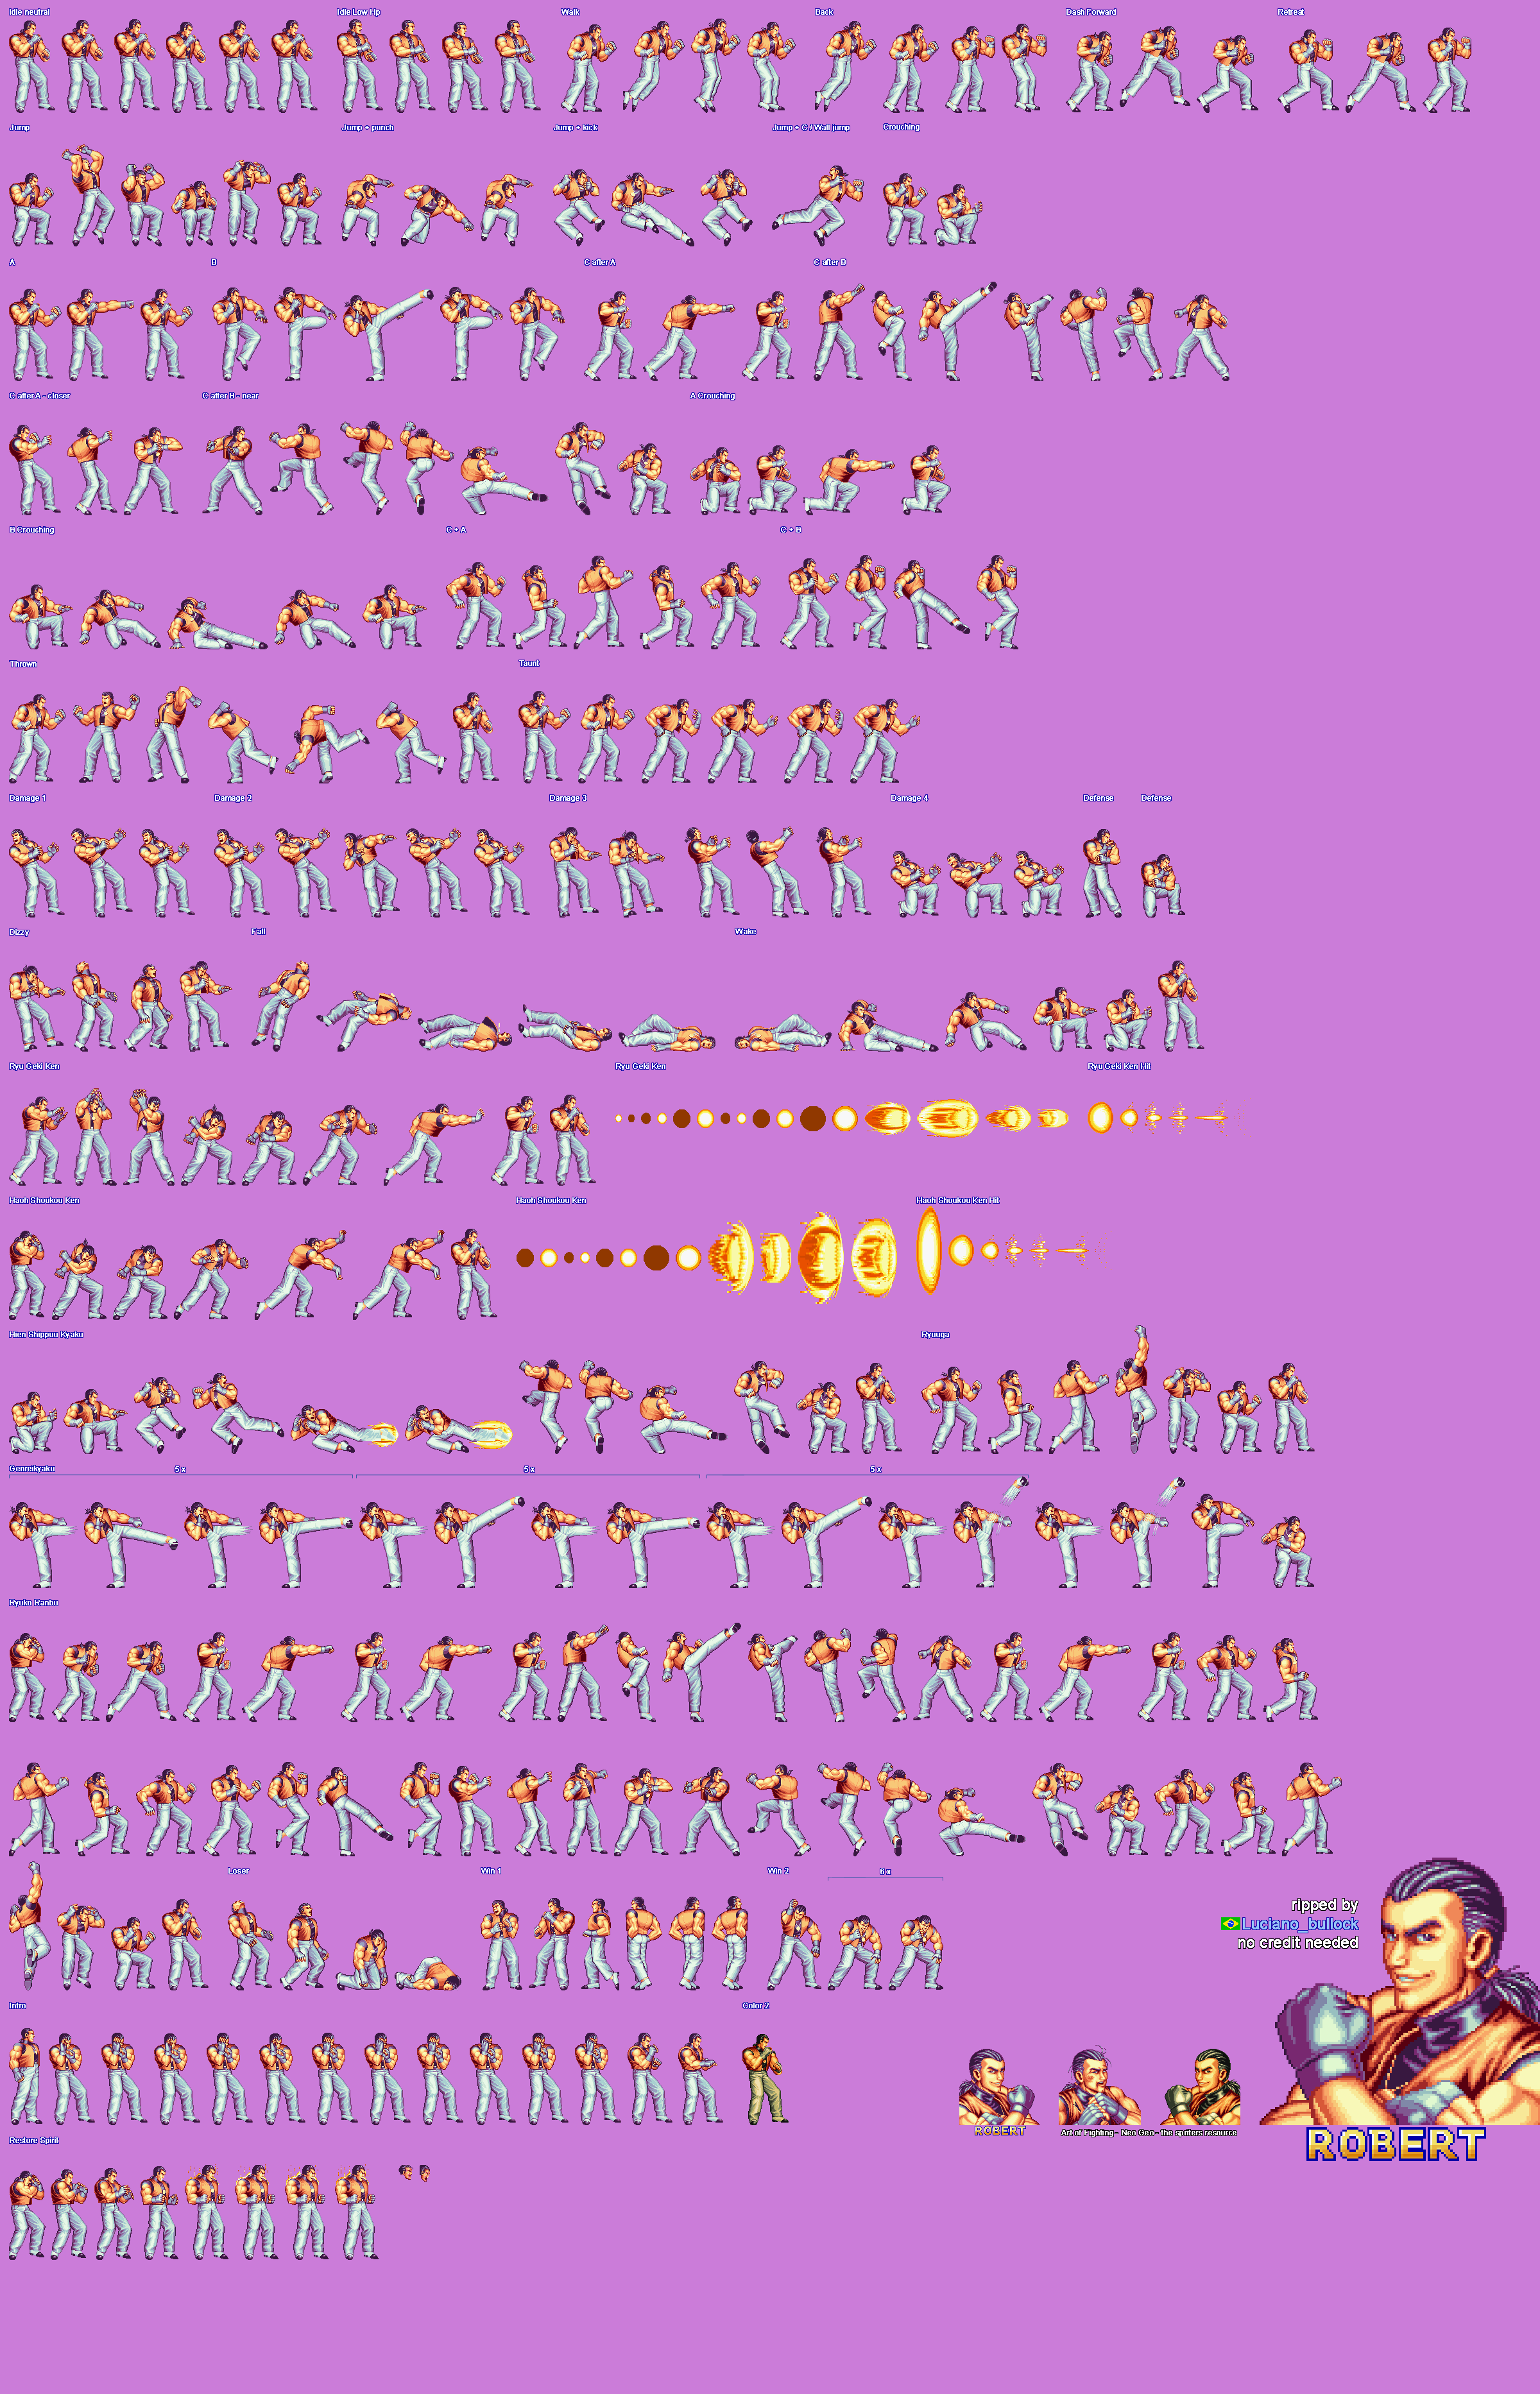 Idle neutral
Idle Low Hp
Walk
Back
Dash Forward
Retreat
Jump
Jump + punch
Jump + kick
Jump + C / Wall jump
Crouching
A
B
C after A
C after B
C after A - closer
C after B - near
A Crouching
B Crouching
C + A
C + B
Thrown
Taunt
Damage 1
Damage 2
Damage 3
Damage 4
Defense
Defense
Dizzy
Fall
Wake
Ryu Geki Ken
Ryu Geki Ken
Ryu Geki Ken Hit
Haoh Shoukou Ken
Haoh Shoukou Ken
Haoh Shoukou Ken Hit
Hien Shippuu Kyaku
Ryuuga
Genreikyaku
5 x
5 x
5 x
Ryuko Ranbu
Loser
Win 1
Win 2
6 x
ripped by
Luciano_bullock
no credit needed
Intro
Color 2
ROBERT
Art of Fighting - Neo Geo - the spriters resource
ROBERT
Restore Spirit